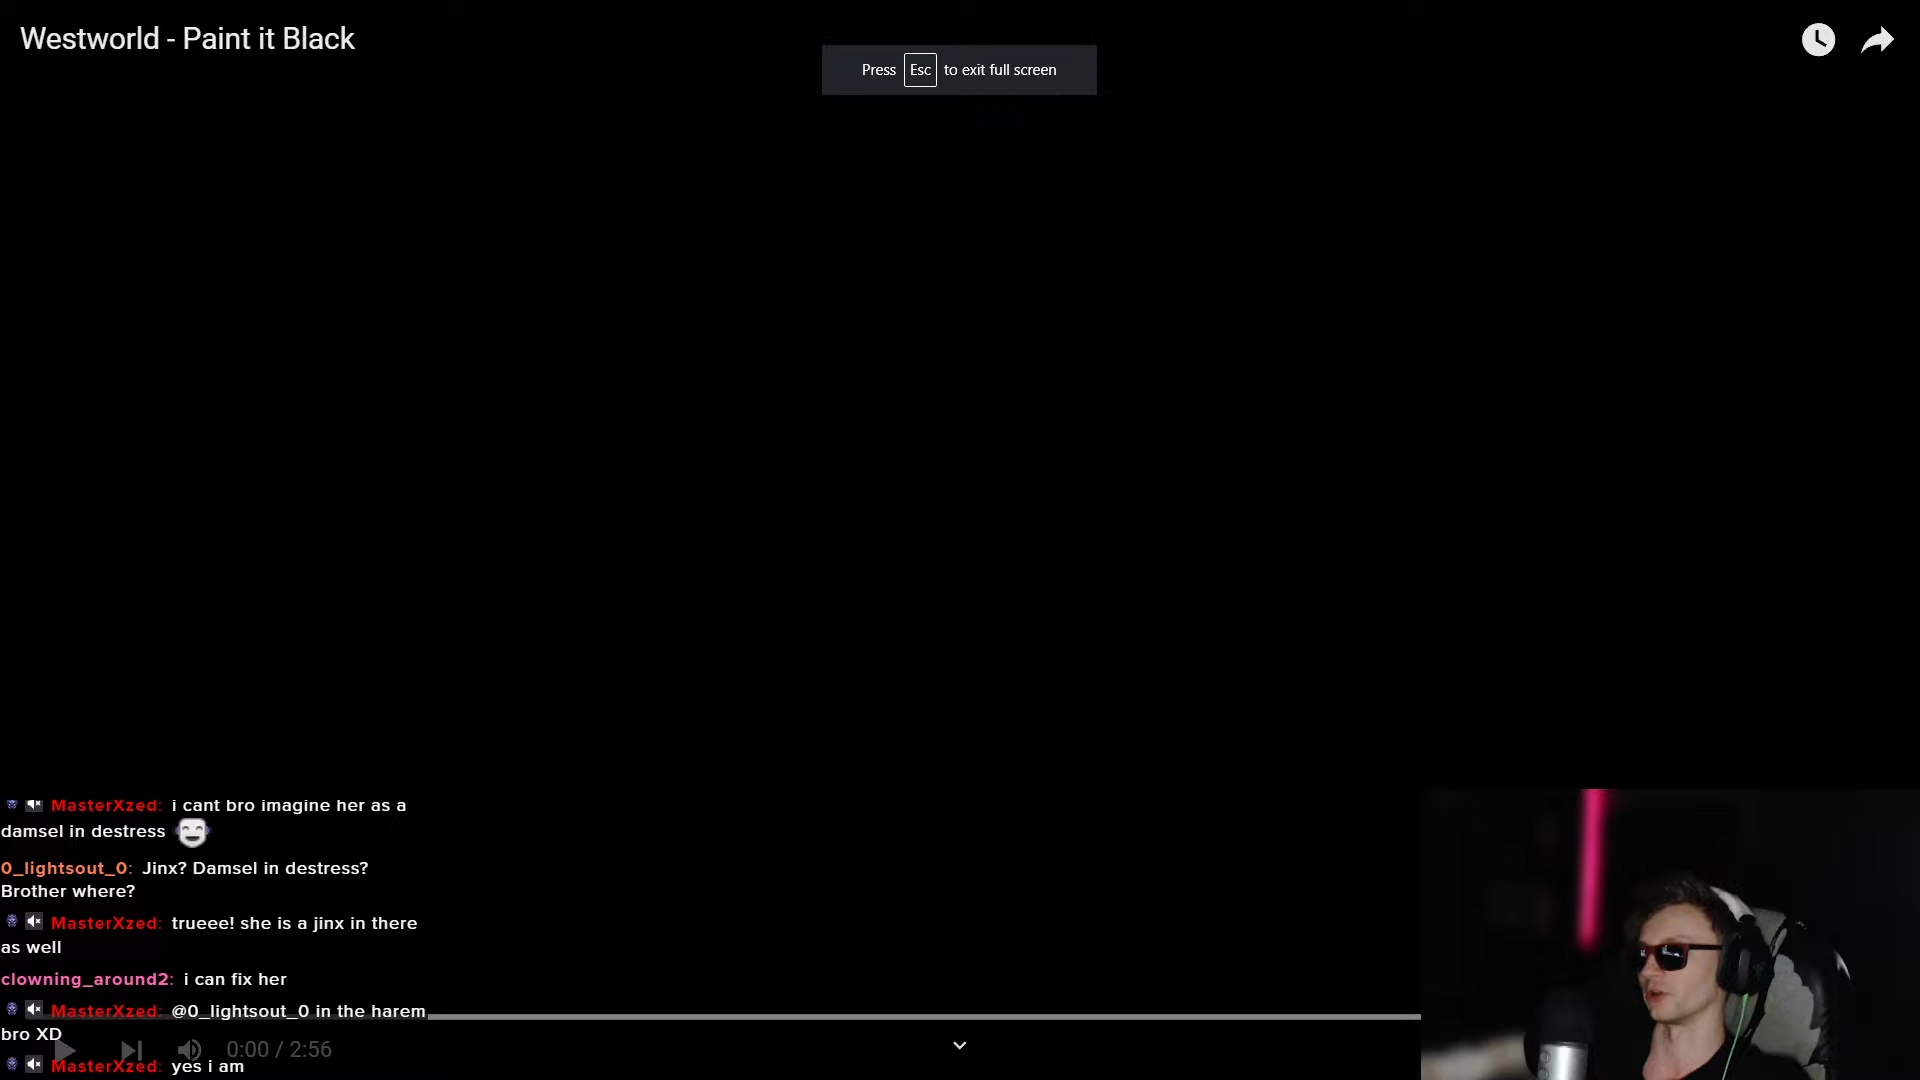 Westworld - Paint it Black
Press Esc to exit full screen
MasterXzed: i cant bro imagine her as a
damsel in destress
0_lightsout_0: Jinx? Damsel in destress?
Brother where?
MasterXzed: trueee! she is a jinx in there
as well
clowning_around2: i can fix her
MasterXzed: @0_lightsout_0 in the harem
bro XD
0:00 / 2:56
MasterXzed: yes i am